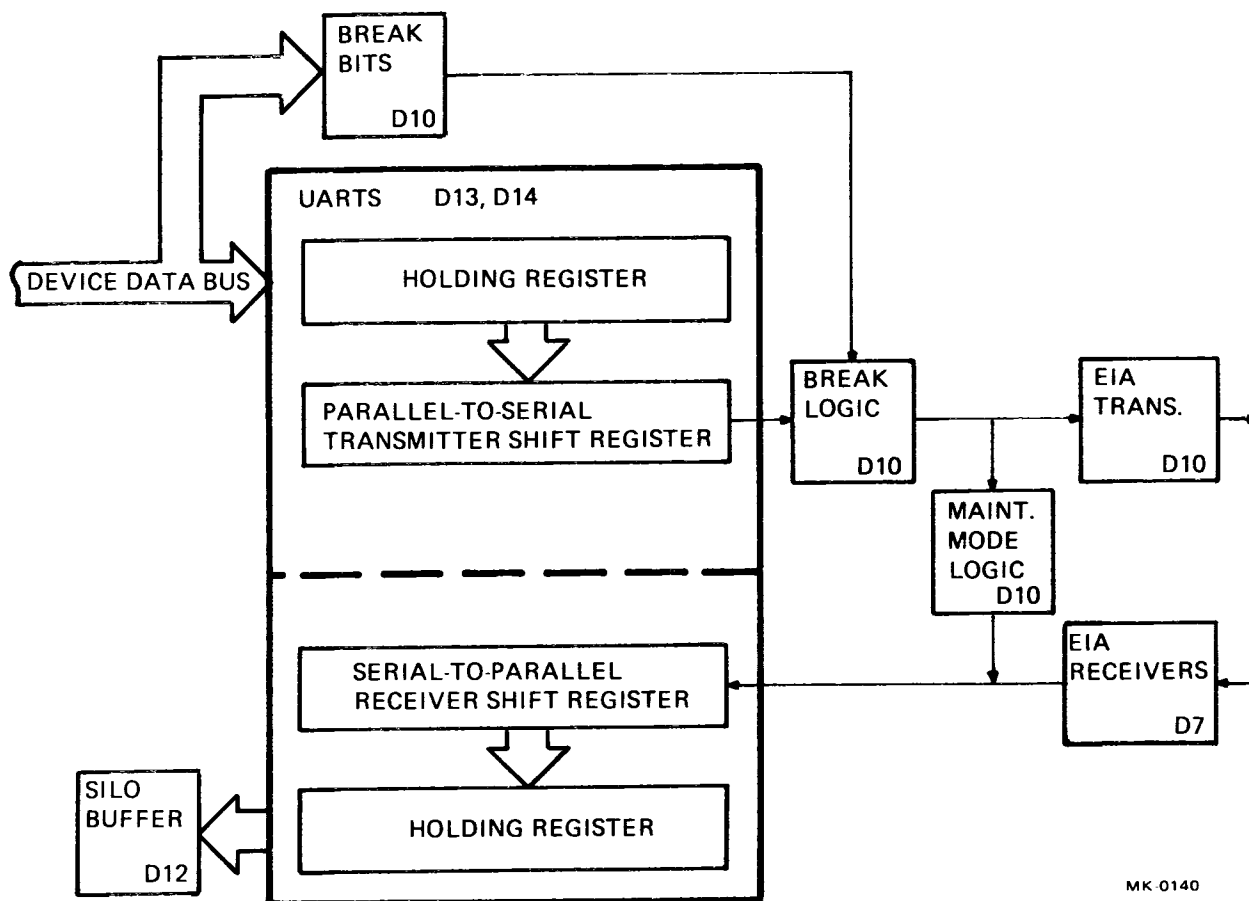 BREAK
BITS
D10
UARTS D13, D14
HOLDING REGISTER
DEVICE DATA BUS
PARALLEL-TO-SERIAL
TRANSMITTER SHIFT REGISTER
BREAK
LOGIC
D10
EIA
TRANS.
D10
MAINT.
MODE
LOGIC
D10
EIA
RECEIVERS
D7
SERIAL-TO-PARALLEL
RECEIVER SHIFT REGISTER
HOLDING REGISTER
SILO
BUFFER
D12
MK-0140